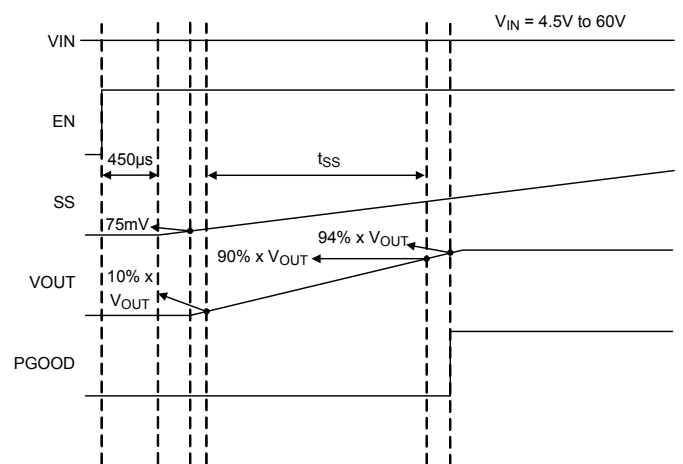 V_IN = 4.5V to 60V
VIN
EN
450μs
t_SS
SS
75mV
94% x V_OUT
90% x V_OUT
10% x
V_OUT
VOUT
PGOOD